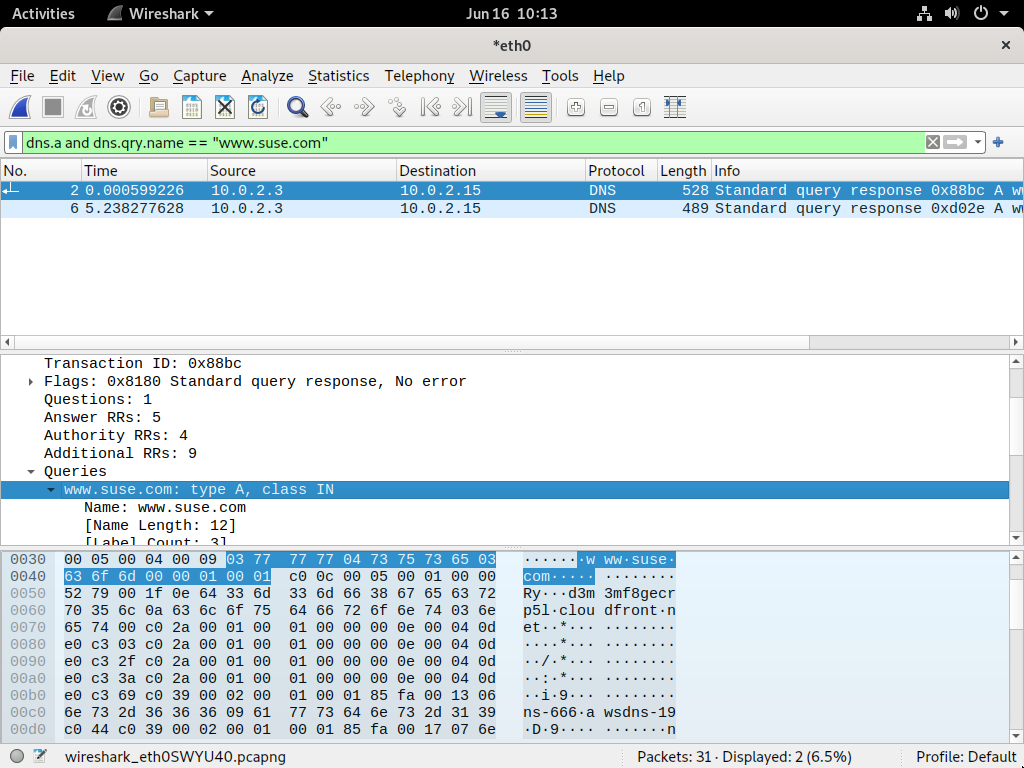 Activities Wireshark Jun 16 10:13
*eth0
File Edit View Go Capture Analyze Statistics Telephony Wireless Tools Help
dns.a and dns.qry.name == "www.suse.com"
No. Time Source Destination Protocol Length Info
2 0.000599226 10.0.2.3 10.0.2.15 DNS 528 Standard query response 0x88bc A
6 5.238277628 10.0.2.3 10.0.2.15 DNS 489 Standard query response 0xd02e A
Transaction ID: 0x88bc
Flags: 0x8180 Standard query response, No error
Questions: 1
Answer RRs: 5
Authority RRs: 4
Additional RRs: 9
Queries
www.suse.com: type A, class IN
Name: www.suse.com
[Name Length: 12]
[Label Count: 3]
0030 00 05 00 04 00 09 03 77 77 77 04 73 75 73 65 03 ·······w ww·suse·
0040 63 6f 6d 00 00 01 00 01 c0 0c 00 05 00 01 00 00 com····· ········
0050 52 79 00 1f 0e 64 33 6d 33 6d 66 38 67 65 63 72 Ry···d3m 3mf8gecr
0060 70 35 6c 0a 63 6c 6f 75 64 66 72 6f 6e 74 03 6e p5l·clou dfront·n
0070 65 74 00 c0 2a 00 01 00 01 00 00 00 0e 00 04 0d et··*··· ········
0080 e0 c3 03 c0 2a 00 01 00 01 00 00 00 0e 00 04 0d ····*··· ········
0090 e0 c3 2f c0 2a 00 01 00 01 00 00 00 0e 00 04 0d ··/·*··· ········
00a0 e0 c3 3a c0 2a 00 01 00 01 00 00 00 0e 00 04 0d ··:·*··· ········
00b0 e0 c3 69 c0 39 00 02 00 01 00 01 85 fa 00 13 06 ··i·9··· ········
00c0 6e 73 2d 36 36 36 09 61 77 73 64 6e 73 2d 31 39 ns-666·a wsdns-19
00d0 c0 44 c0 39 00 02 00 01 00 01 85 fa 00 17 07 6e ·D·9···· ·······n
wireshark_eth0SWYU40.pcapng Packets: 31 · Displayed: 2 (6.5%) Profile: Default